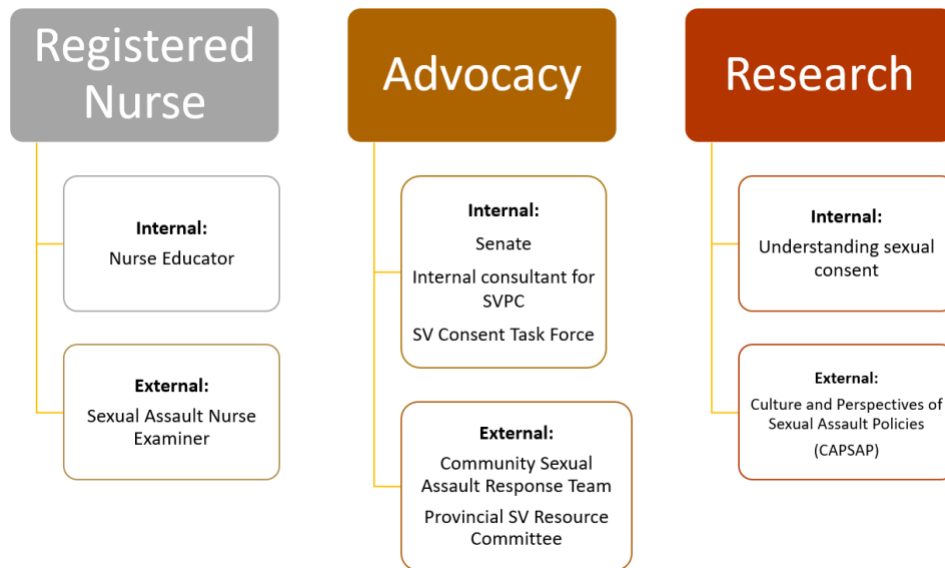 Registered
Nurse
Internal:
Nurse Educator
External:
Sexual Assault Nurse
Examiner
Advocacy
Internal:
Senate
Internal consultant for
SVPC
SV Consent Task Force
External:
Community Sexual
Assault Response Team
Provincial SV Resource
Committee
Research
Internal:
Understanding sexual
consent
External:
Culture and Perspectives of
Sexual Assault Policies
(CAPSAP)